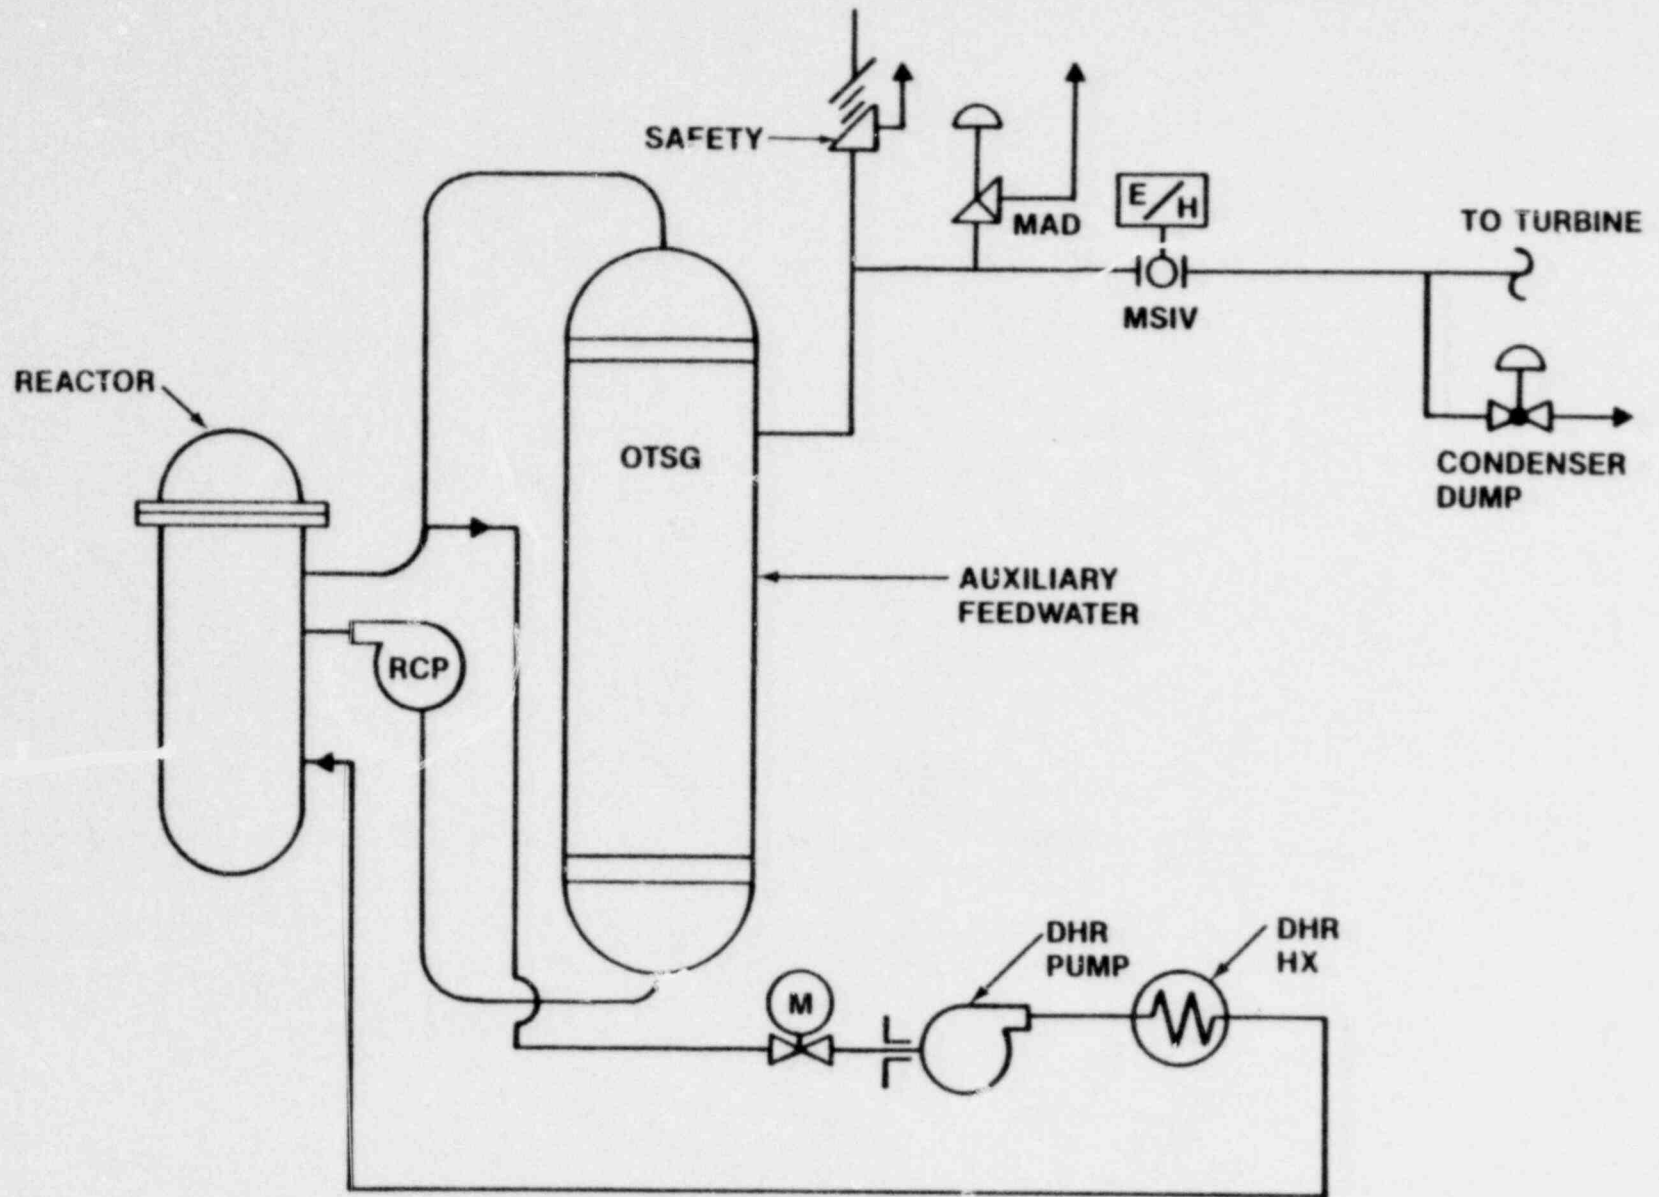 SAFETY
MAD
E/H
TO TURBINE
MSIV
REACTOR
OTSG
CONDENSER
DUMP
AUXILIARY
FEEDWATER
RCP
DHR
PUMP
DHR
HX
M